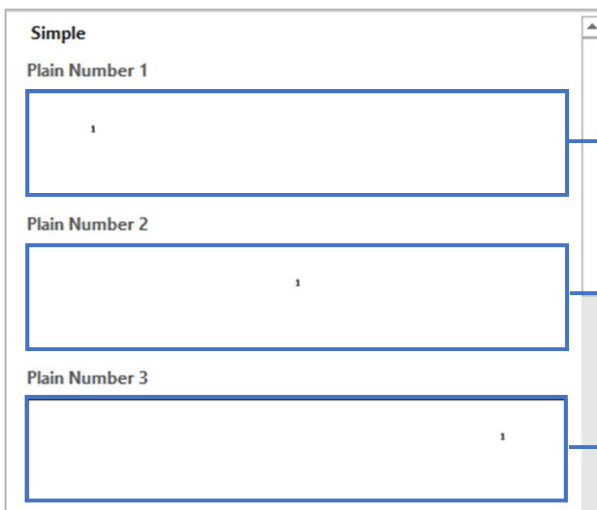 Simple
Plain Number 1
1
Plain Number 2
1
Plain Number 3
1